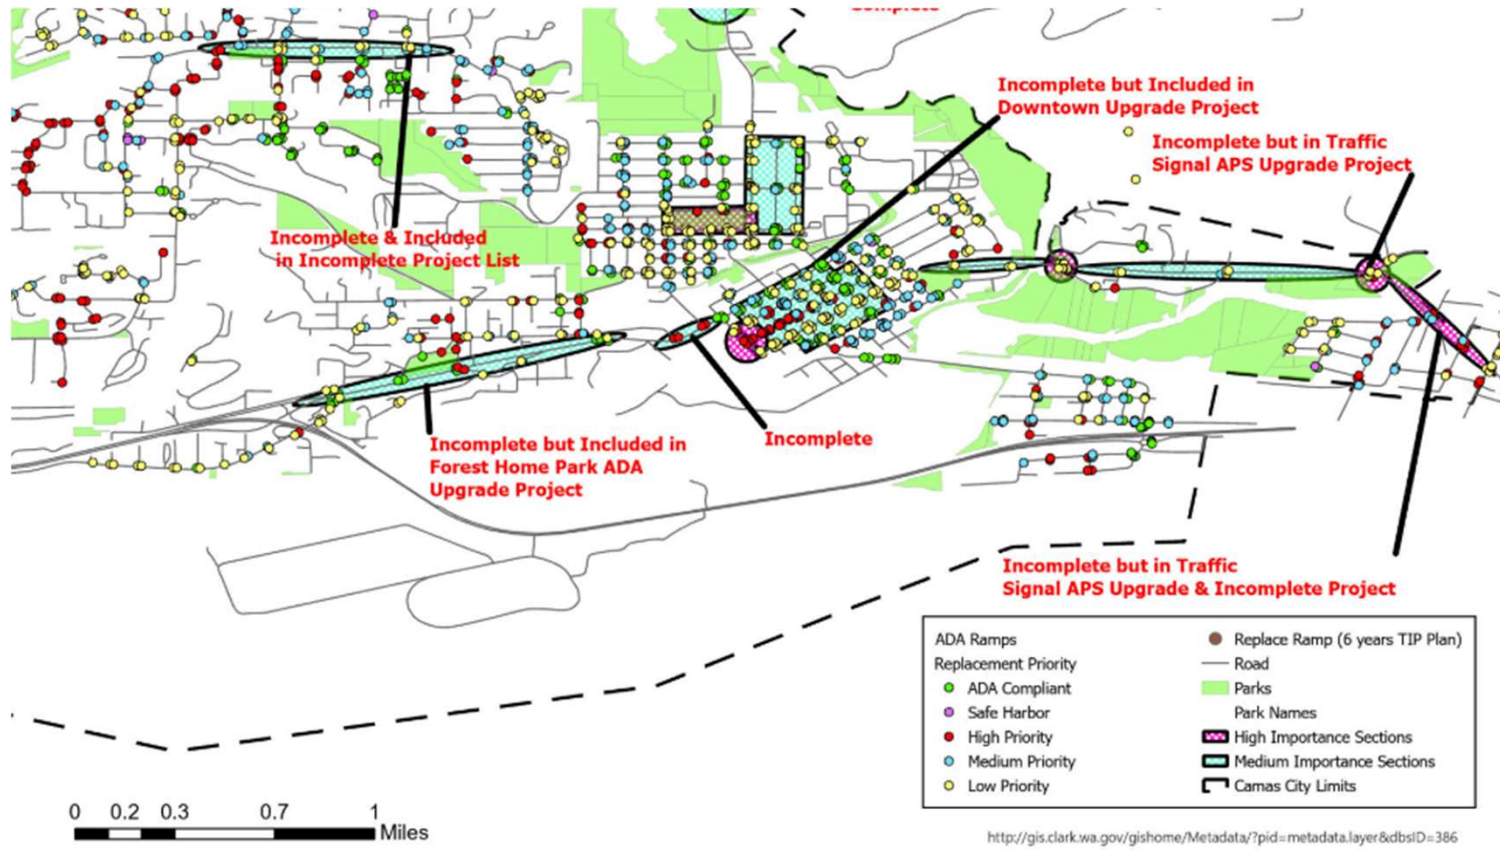 Complete
Incomplete but Included in
Downtown Upgrade Project
Incomplete but in Traffic
Signal APS Upgrade Project
Incomplete & Included
in Incomplete Project List
Incomplete but Included in
Forest Home Park ADA
Upgrade Project
Incomplete
Incomplete but in Traffic
Signal APS Upgrade & Incomplete Project
ADA Ramps
Replacement Priority
ADA Compliant
Safe Harbor
High Priority
Medium Priority
Low Priority
Replace Ramp (6 years TIP Plan)
Road
Parks
Park Names
High Importance Sections
Medium Importance Sections
Camas City Limits
0 0.2 0.3 0.7 1
Miles
http://gis.clark.wa.gov/gishome/Metadata/?pid=metadata.layer&dbsID=386